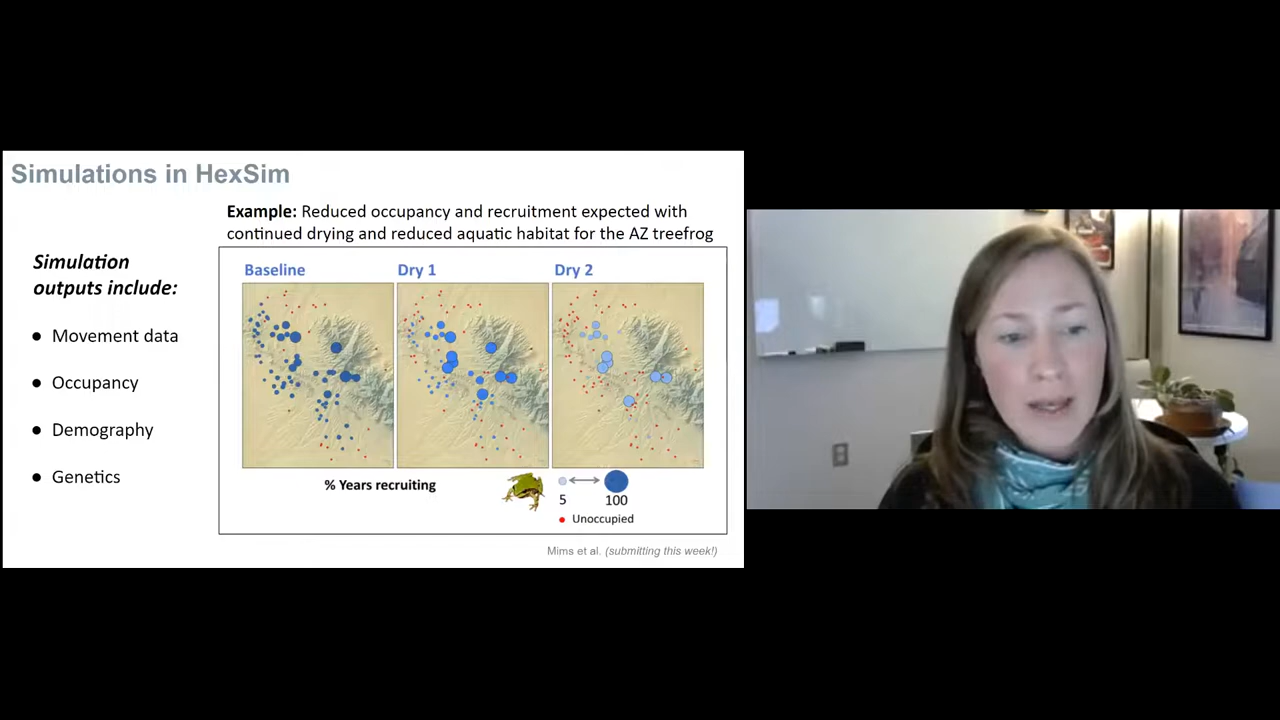 Simulations in HexSim
Example: Reduced occupancy and recruitment expected with
continued drying and reduced aquatic habitat for the AZ treefrog
Simulation
outputs include:
● Movement data
● Occupancy
● Demography
● Genetics
Baseline
Dry 1
Dry 2
% Years recruiting
5
100
Unoccupied
Mims et al. (submitting this week!)